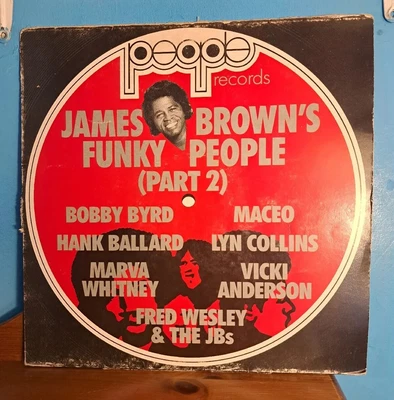 people
records
JAMES BROWN'S
FUNKY PEOPLE
(PART 2)
BOBBY BYRD MACEO
HANK BALLARD LYN COLLINS
MARVA VICKI
WHITNEY ANDERSON
FRED WESLEY
& THE JBs